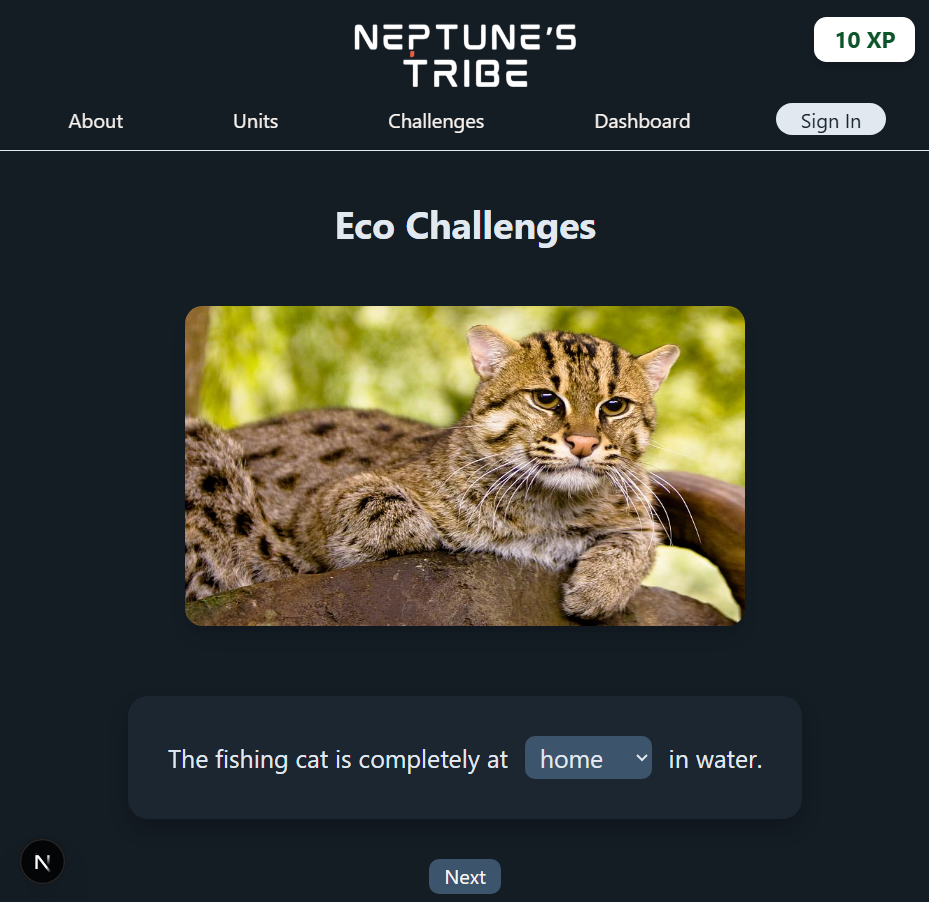 NEPTUNE'S
TRIBE
10 XP
About Units Challenges Dashboard Sign In
Eco Challenges
The fishing cat is completely at home in water.
N
Next